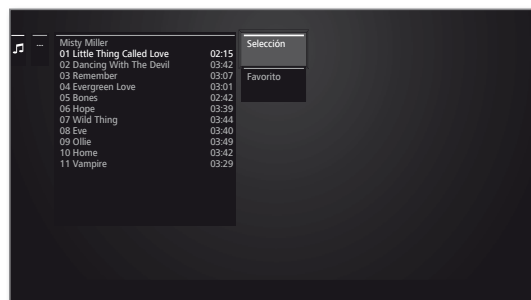 ...
Misty Miller
01 Little Thing Called Love 02:15
02 Dancing With The Devil 03:42
03 Remember 03:07
04 Evergreen Love 03:01
05 Bones 02:42
06 Hope 03:39
07 Wild Thing 03:44
08 Eve 03:40
09 Ollie 03:49
10 Home 03:42
11 Vampire 03:29
Selección
Favorito